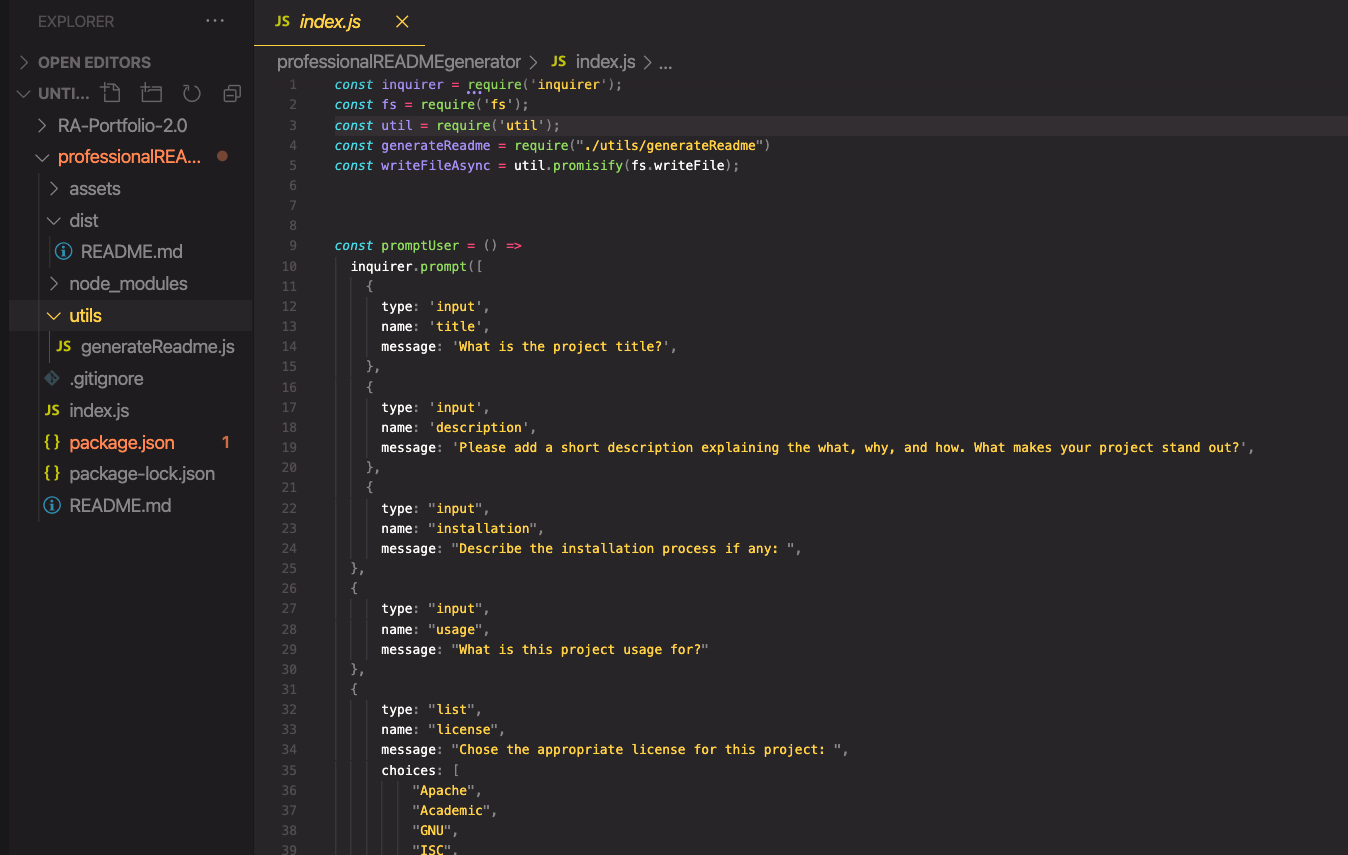 EXPLORER ···
OPEN EDITORS
UNTI...
RA-Portfolio-2.0
professionalREA...
assets
dist
README.md
node_modules
utils
JS generateReadme.js
.gitignore
JS index.js
{} package.json 1
{} package-lock.json
README.md
JS index.js
professionalREADMEgenerator > JS index.js > ...
1 const inquirer = require('inquirer');
2 const fs = require('fs');
3 const util = require('util');
4 const generateReadme = require("./utils/generateReadme")
5 const writeFileAsync = util.promisify(fs.writeFile);
6
7
8
9 const promptUser = () =>
10 inquirer.prompt([
11 {
12 type: 'input',
13 name: 'title',
14 message: 'What is the project title?',
15 },
16 {
17 type: 'input',
18 name: 'description',
19 message: 'Please add a short description explaining the what, why, and how. What makes your project stand out?',
20 },
21 {
22 type: "input",
23 name: "installation",
24 message: "Describe the installation process if any: ",
25 },
26 {
27 type: "input",
28 name: "usage",
29 message: "What is this project usage for?"
30 },
31 {
32 type: "list",
33 name: "license",
34 message: "Chose the appropriate license for this project: ",
35 choices: [
36 "Apache",
37 "Academic",
38 "GNU",
39 "ISC",